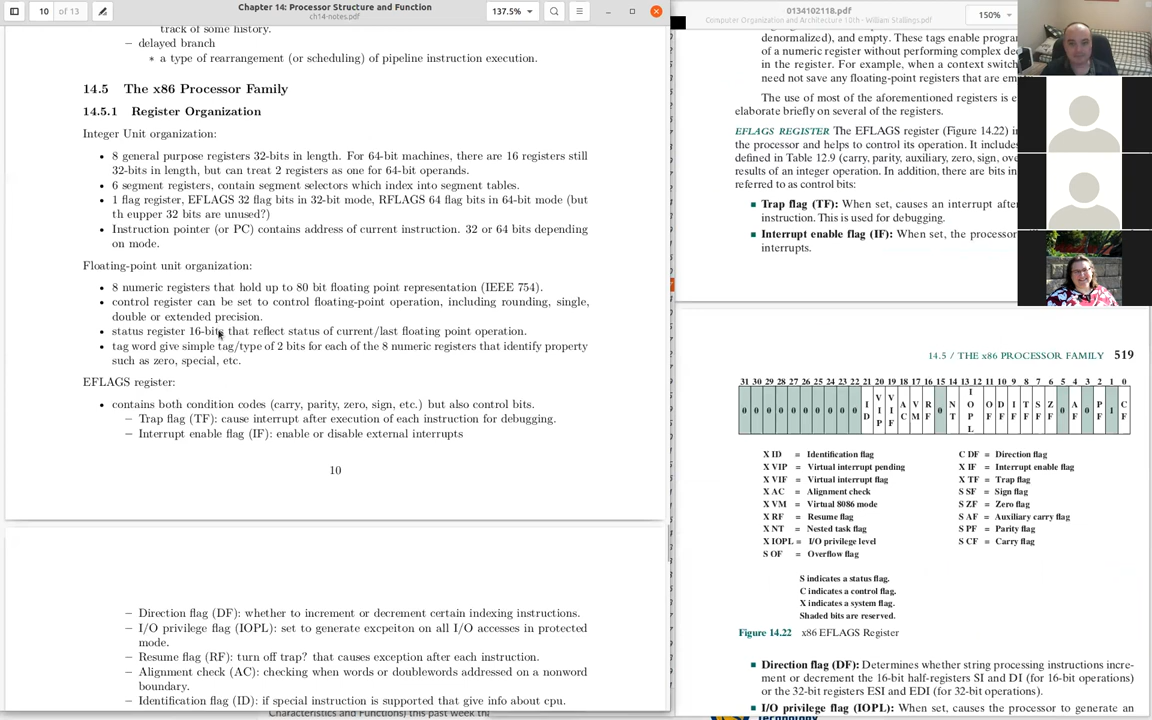 10 of 13
Chapter 14: Processor Structure and Function
ch14-notes.pdf
137.5%
track of some history.
– delayed branch
∗ a type of rearrangement (or scheduling) of pipeline instruction execution.
14.5 The x86 Processor Family
14.5.1 Register Organization
Integer Unit organization:
• 8 general purpose registers 32-bits in length. For 64-bit machines, there are 16 registers still
32-bits in length, but can treat 2 registers as one for 64-bit operands.
• 6 segment registers, contain segment selectors which index into segment tables.
• 1 flag register, EFLAGS 32 flag bits in 32-bit mode, RFLAGS 64 flag bits in 64-bit mode (but
th eupper 32 bits are unused?)
• Instruction pointer (or PC) contains address of current instruction. 32 or 64 bits depending
on mode.
Floating-point unit organization:
• 8 numeric registers that hold up to 80 bit floating point representation (IEEE 754).
• control register can be set to control floating-point operation, including rounding, single,
double or extended precision.
• status register 16-bits that reflect status of current/last floating point operation.
• tag word give simple tag/type of 2 bits for each of the 8 numeric registers that identify property
such as zero, special, etc.
EFLAGS register:
• contains both condition codes (carry, parity, zero, sign, etc.) but also control bits.
– Trap flag (TF): cause interrupt after execution of each instruction for debugging.
– Interrupt enable flag (IF): enable or disable external interrupts
10
– Direction flag (DF): whether to increment or decrement certain indexing instructions.
– I/O privilege flag (IOPL): set to generate excpeiton on all I/O accesses in protected
mode.
– Resume flag (RF): turn off trap? that causes exception after each instruction.
– Alignment check (AC): checking when words or doublewords addressed on a nonword
boundary.
– Identification flag (ID): if special instruction is supported that give info about cpu.
0134102118.pdf
Computer Organization and Architecture 10th - William Stallings.pdf
150%
denormalized), and empty. These tags enable progra
of a numeric register without performing complex dec
in the register. For example, when a context switch
need not save any floating-point registers that are em
The use of most of the aforementioned registers is e
elaborate briefly on several of the registers.
EFLAGS REGISTER The EFLAGS register (Figure 14.22) in
the processor and helps to control its operation. It includes
defined in Table 12.9 (carry, parity, auxiliary, zero, sign, ove
results of an integer operation. In addition, there are bits in
referred to as control bits:
■ Trap flag (TF): When set, causes an interrupt after
instruction. This is used for debugging.
■ Interrupt enable flag (IF): When set, the processor
interrupts.
14.5 / THE x86 PROCESSOR FAMILY 519
31 30 29 28 27 26 25 24 23 22 21 20 19 18 17 16 15 14 13 12 11 10 9 8 7 6 5 4 3 2 1 0
0 0 0 0 0 0 0 0 0 0 ID VIP VIF AC VM RF 0 NT IOPL OF DF IF TF SF ZF 0 AF 0 PF 1 CF
X ID = Identification flag
X VIP = Virtual interrupt pending
X VIF = Virtual interrupt flag
X AC = Alignment check
X VM = Virtual 8086 mode
X RF = Resume flag
X NT = Nested task flag
X IOPL = I/O privilege level
S OF = Overflow flag
C DF = Direction flag
X IF = Interrupt enable flag
X TF = Trap flag
S SF = Sign flag
S ZF = Zero flag
S AF = Auxiliary carry flag
S PF = Parity flag
S CF = Carry flag
S indicates a status flag.
C indicates a control flag.
X indicates a system flag.
Shaded bits are reserved.
Figure 14.22 x86 EFLAGS Register
■ Direction flag (DF): Determines whether string processing instructions incre-
ment or decrement the 16-bit half-registers SI and DI (for 16-bit operations)
or the 32-bit registers ESI and EDI (for 32-bit operations).
■ I/O privilege flag (IOPL): When set, causes the processor to generate an